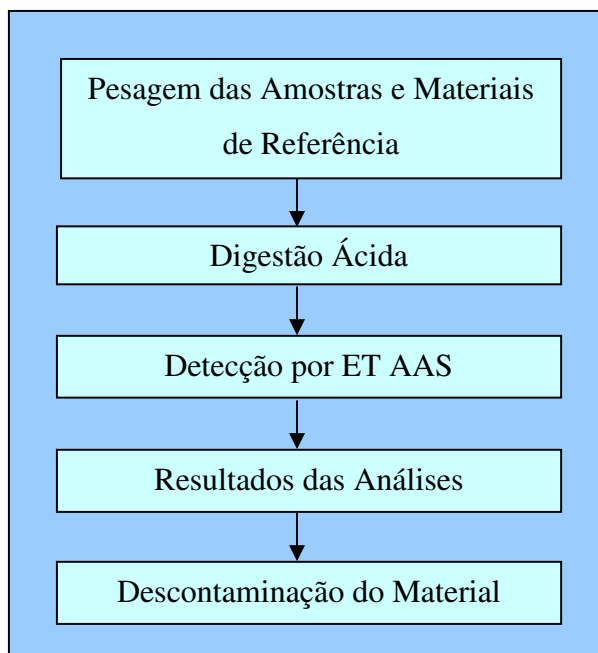 Pesagem das Amostras e Materiais
de Referência
Digestão Ácida
Detecção por ET AAS
Resultados das Análises
Descontaminação do Material